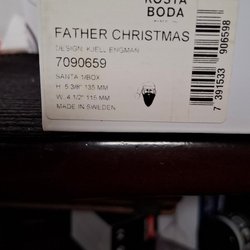 KOSTA
BODA
FATHER CHRISTMAS
DESIGN: KJELL ENGMAN
7090659
SANTA 1/BOX
H: 5 3/8" 135 MM
W: 4 1/2" 115 MM
MADE IN SWEDEN
7 391533 906598